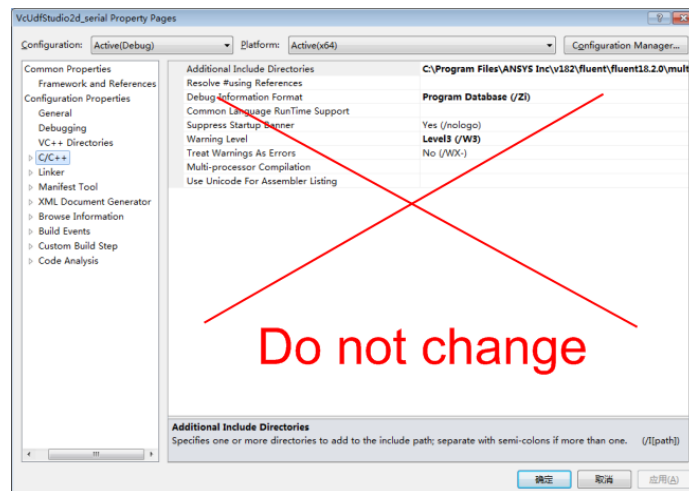 VcUdfStudio2d_serial Property Pages
Configuration: Active(Debug) Platform: Active(x64) Configuration Manager...
Common Properties
Framework and References
Configuration Properties
General
Debugging
VC++ Directories
C/C++
Linker
Manifest Tool
XML Document Generator
Browse Information
Build Events
Custom Build Step
Code Analysis
Additional Include Directories C:\Program Files\ANSYS Inc\v182\fluent\fluent18.2.0\mult
Resolve #using References
Debug Information Format Program Database (/Zi)
Common Language RunTime Support
Suppress Startup Banner Yes (/nologo)
Warning Level Level3 (/W3)
Treat Warnings As Errors No (/WX-)
Multi-processor Compilation
Use Unicode For Assembler Listing
Do not change
Additional Include Directories
Specifies one or more directories to add to the include path; separate with semi-colons if more than one. (/I[path])
确定 取消 应用(A)